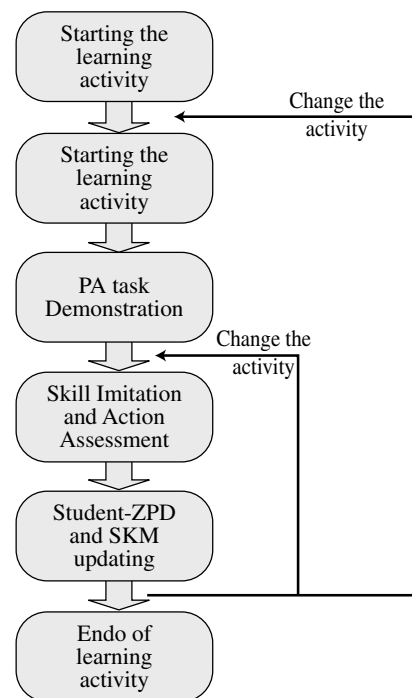 Starting the
learning
activity
Change the
activity
Starting the
learning
activity
PA task
Demonstration
Change the
activity
Skill Imitation
and Action
Assessment
Student-ZPD
and SKM
updating
Endo of
learning
activity